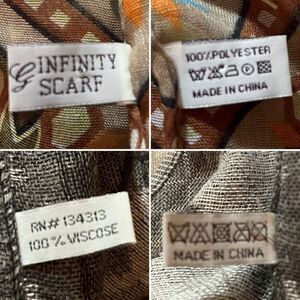 G INFINITY
SCARF
100%POLYESTER
MADE IN CHINA
RN# 134313
100% VISCOSE
MADE IN CHINA